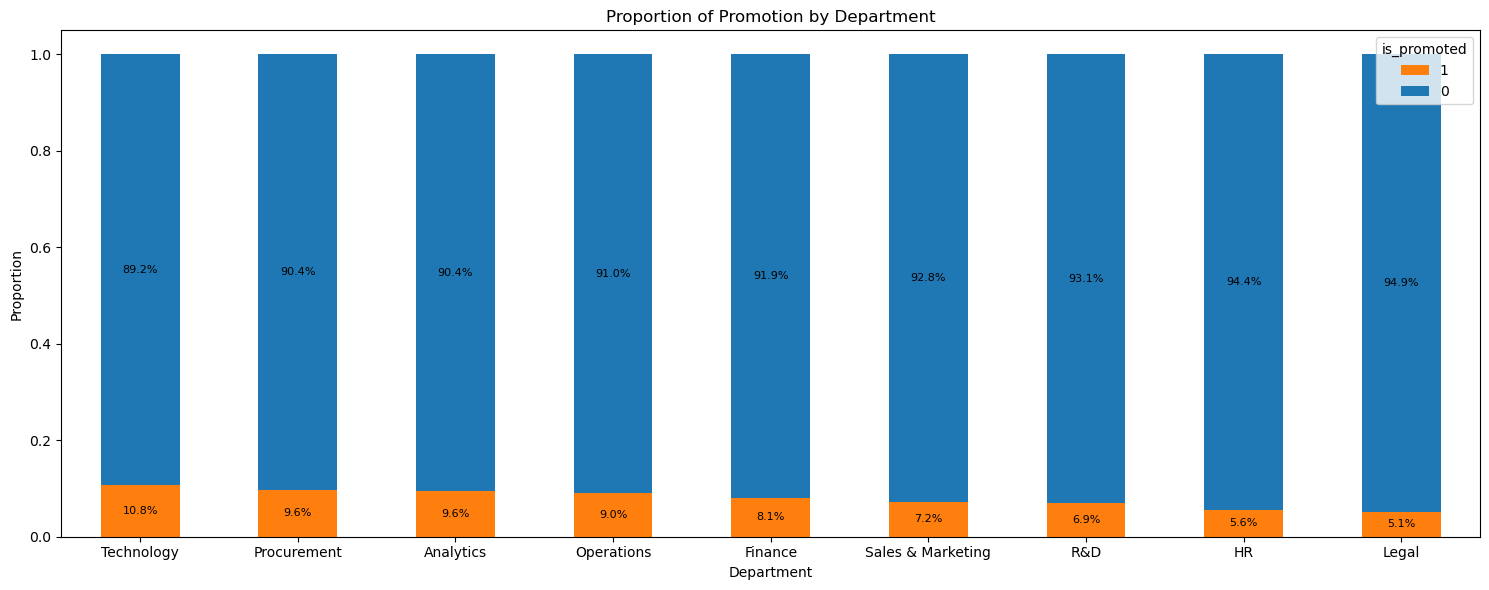 Proportion of Promotion by Department
is_promoted
1
0
1.0
0.8
0.6
0.4
0.2
0.0
Proportion
89.2% 90.4% 90.4% 91.0% 91.9% 92.8% 93.1% 94.4% 94.9%
10.8% 9.6% 9.6% 9.0% 8.1% 7.2% 6.9% 5.6% 5.1%
Technology Procurement Analytics Operations Finance Sales & Marketing R&D HR Legal
Department